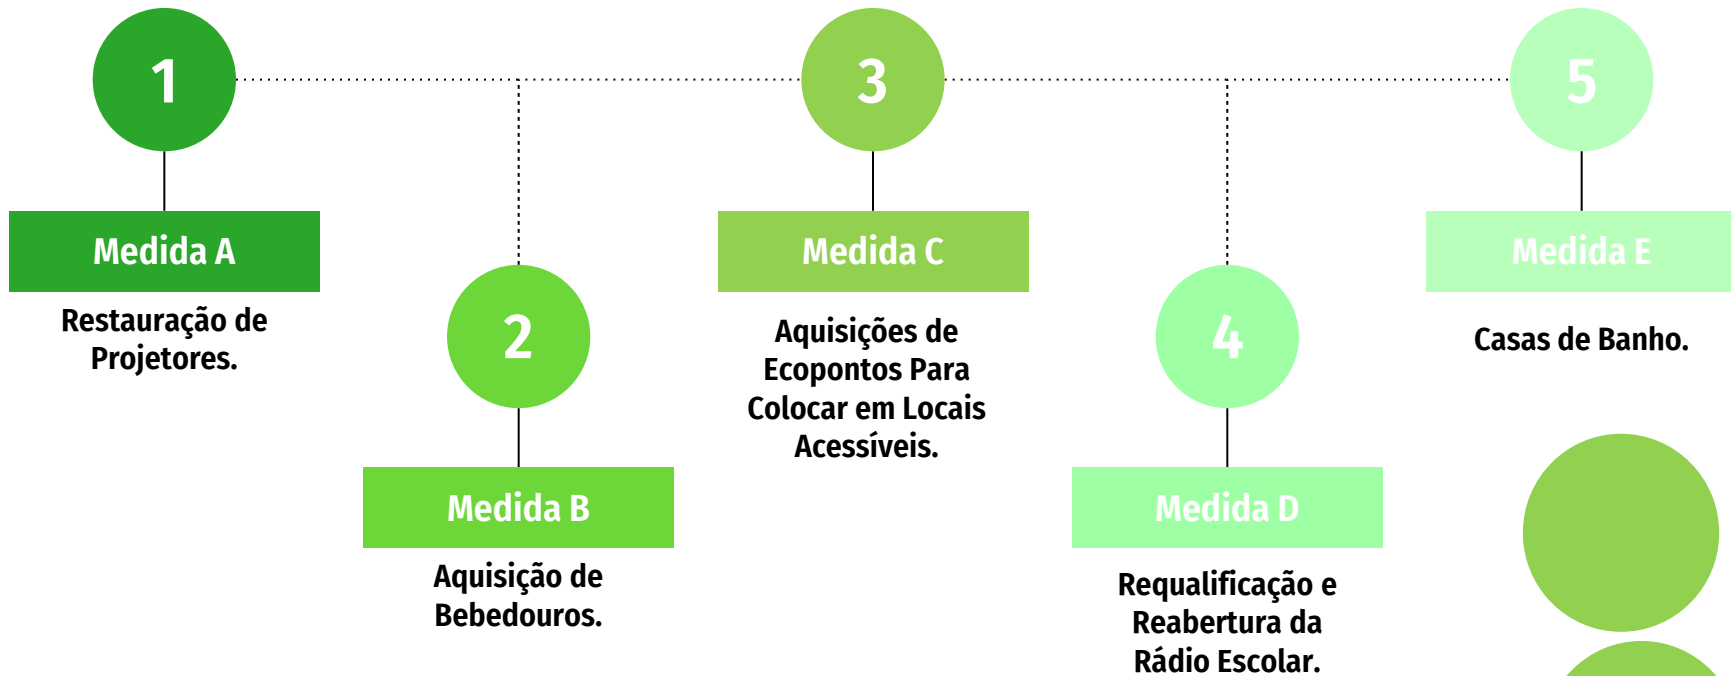 1
Medida A
Restauração de
Projetores.
2
Medida B
Aquisição de
Bebedouros.
3
Medida C
Aquisições de
Ecopontos Para
Colocar em Locais
Acessíveis.
4
Medida D
Requalificação e
Reabertura da
Rádio Escolar.
5
Medida E
Casas de Banho.